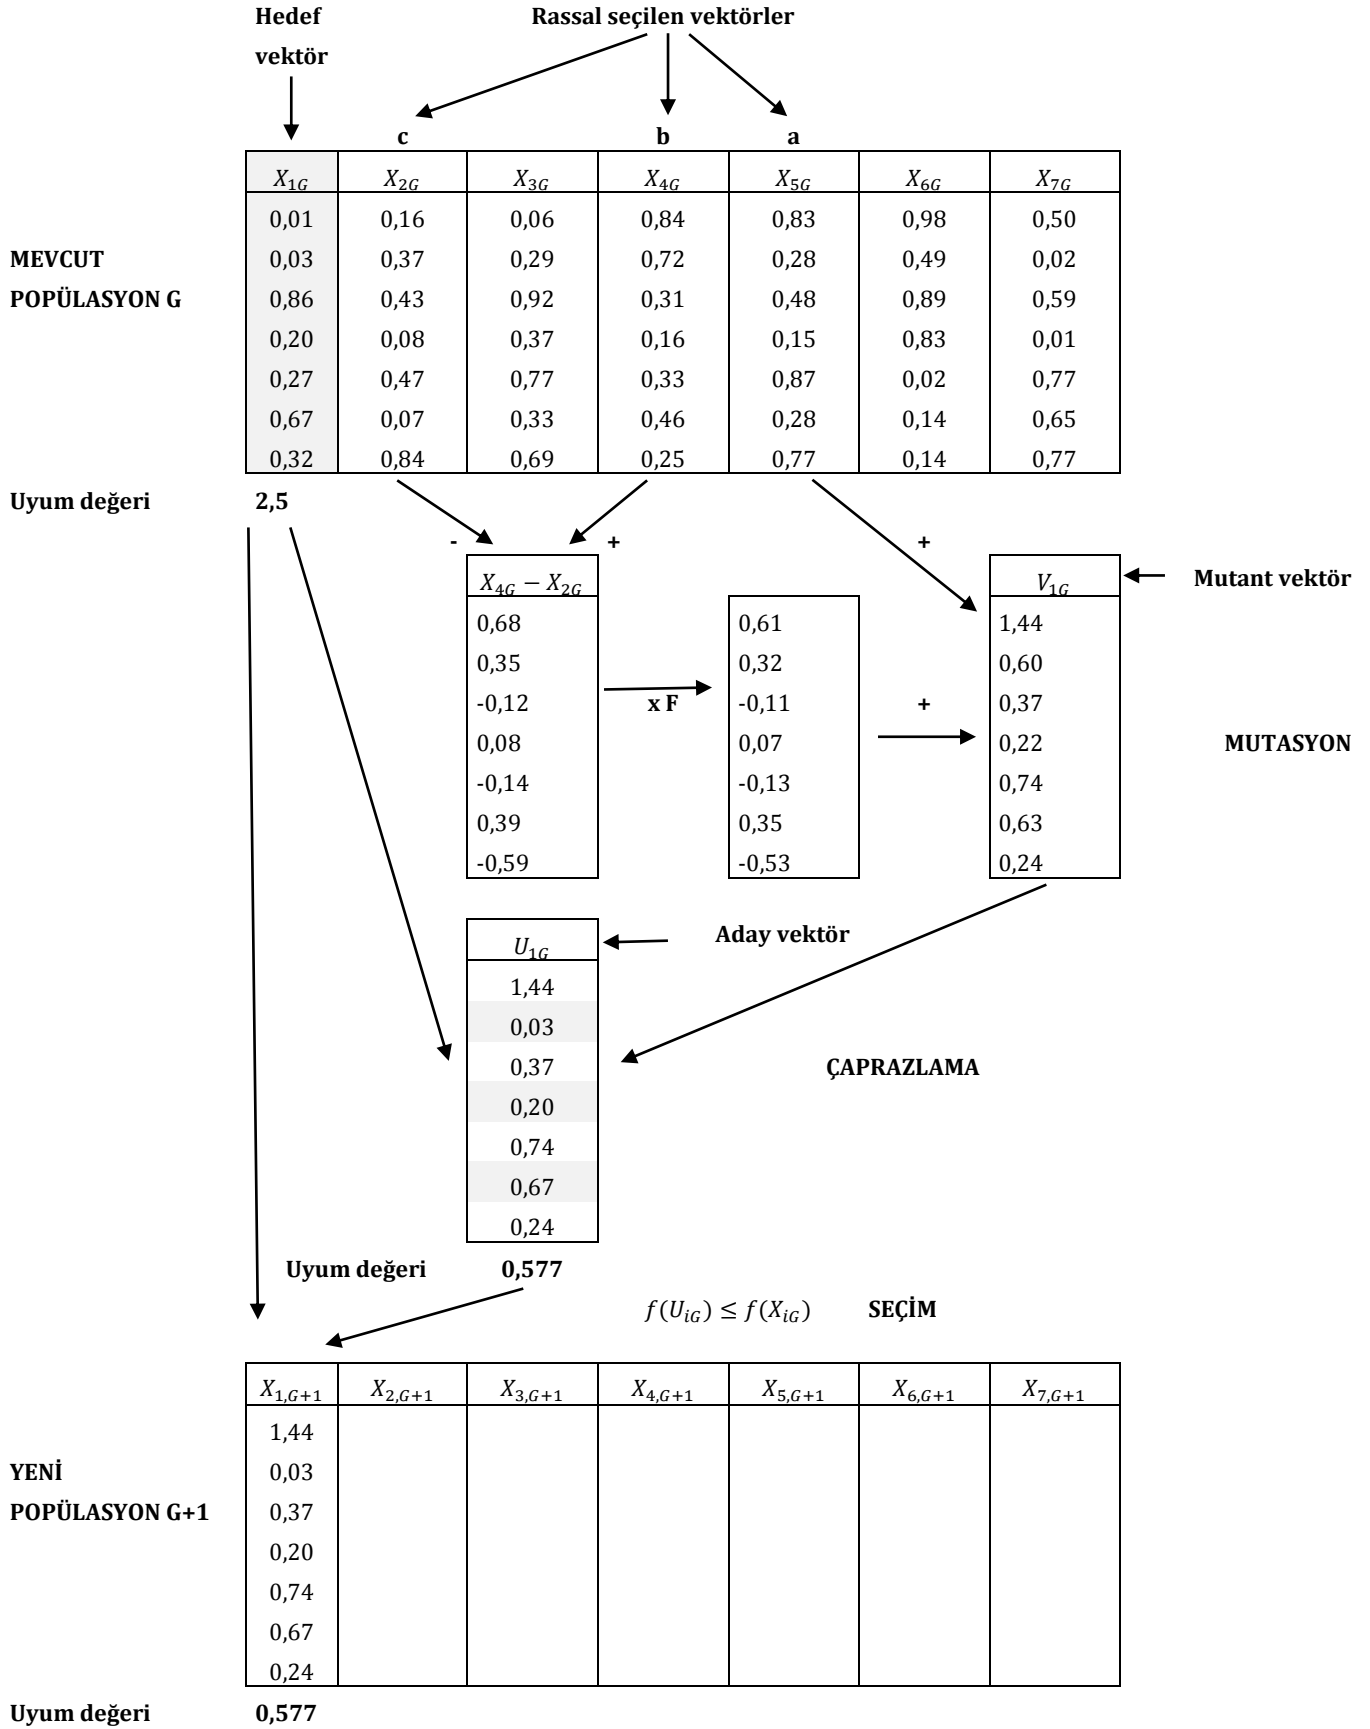 Hedef Rassal seçilen vektörler
vektör
c b a
X1G X2G X3G X4G X5G X6G X7G
0,01 0,16 0,06 0,84 0,83 0,98 0,50
MEVCUT 0,03 0,37 0,29 0,72 0,28 0,49 0,02
POPÜLASYON G 0,86 0,43 0,92 0,31 0,48 0,89 0,59
0,20 0,08 0,37 0,16 0,15 0,83 0,01
0,27 0,47 0,77 0,33 0,87 0,02 0,77
0,67 0,07 0,33 0,46 0,28 0,14 0,65
0,32 0,84 0,69 0,25 0,77 0,14 0,77
Uyum değeri 2,5
- + +
X4G − X2G V1G Mutant vektör
0,68 0,61 1,44
0,35 0,32 0,60
-0,12 x F -0,11 + 0,37
0,08 0,07 0,22 MUTASYON
-0,14 -0,13 0,74
0,39 0,35 0,63
-0,59 -0,53 0,24
U1G Aday vektör
1,44
0,03
0,37 ÇAPRAZLAMA
0,20
0,74
0,67
0,24
Uyum değeri 0,577
f(UiG) ≤ f(XiG) SEÇİM
X1,G+1 X2,G+1 X3,G+1 X4,G+1 X5,G+1 X6,G+1 X7,G+1
1,44
YENİ 0,03
POPÜLASYON G+1 0,37
0,20
0,74
0,67
0,24
Uyum değeri 0,577